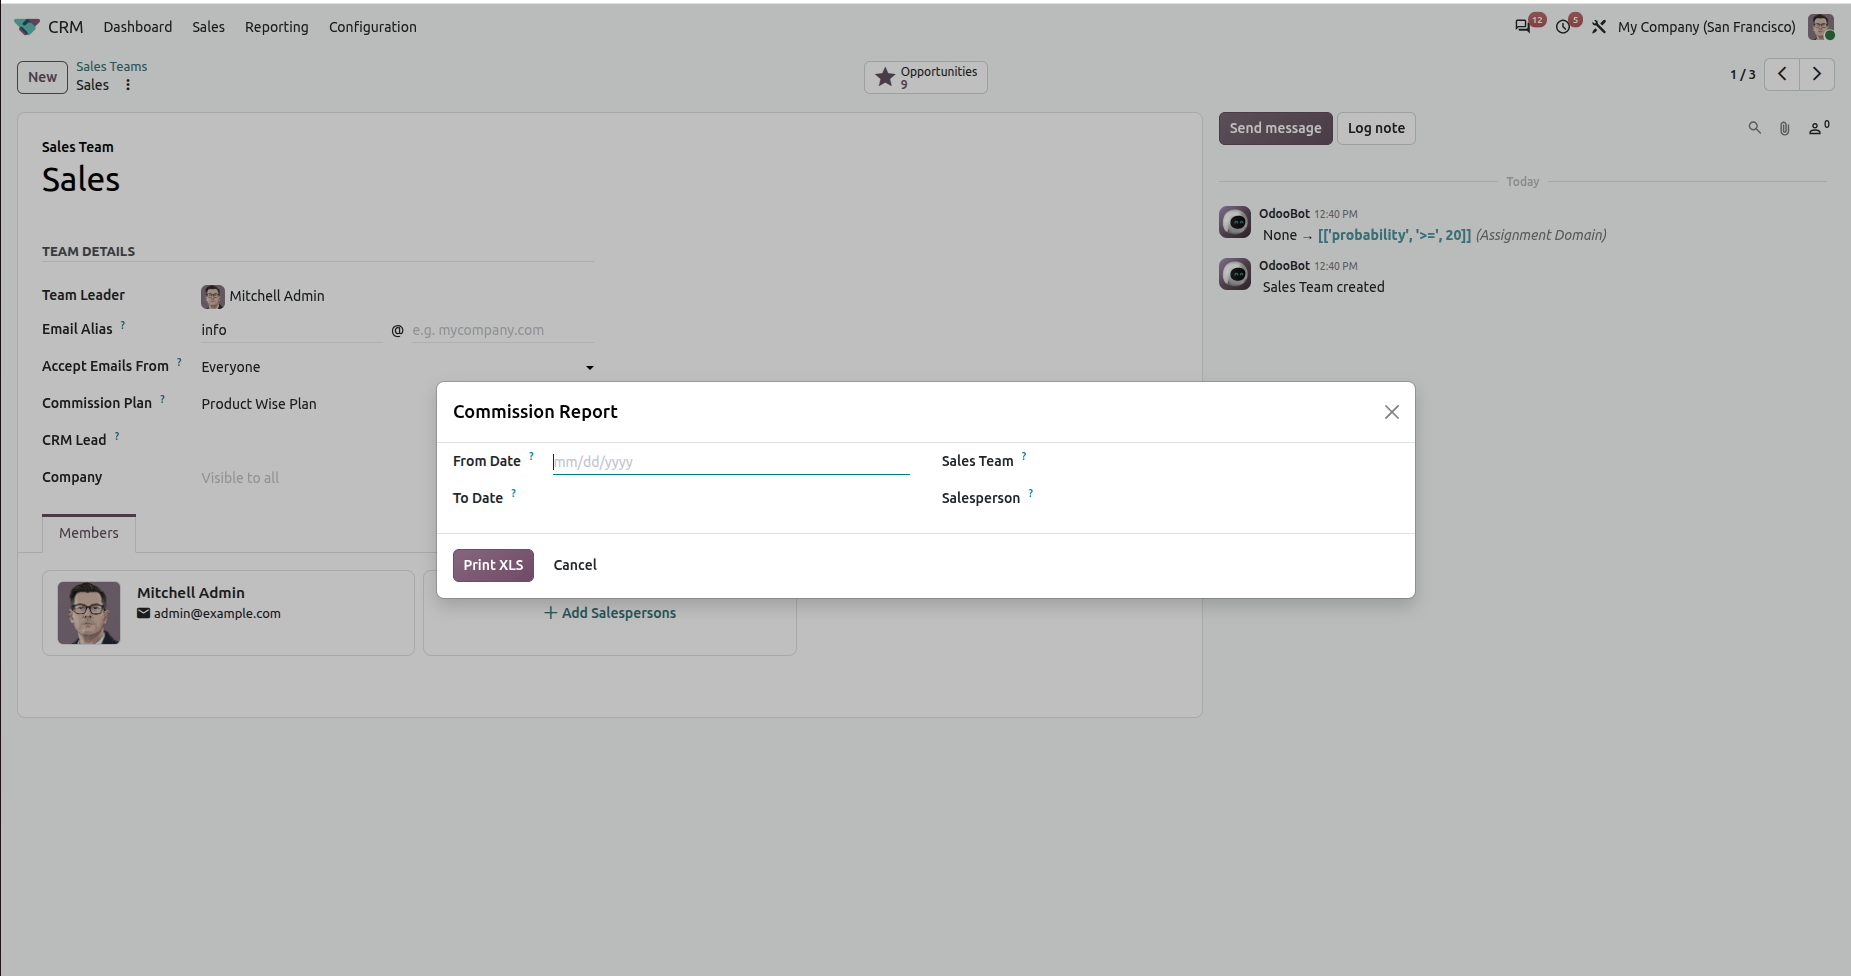 CRM Dashboard Sales Reporting Configuration 12 5 My Company (San Francisco)
New Sales Teams
Sales
Opportunities
9
1 / 3
Sales Team
Sales
Send message Log note 0
Today
OdooBot 12:40 PM
None → [['probability', '>=', 20]] (Assignment Domain)
OdooBot 12:40 PM
Sales Team created
TEAM DETAILS
Team Leader Mitchell Admin
Email Alias ? info @ e.g. mycompany.com
Accept Emails From ? Everyone
Commission Plan ? Product Wise Plan
CRM Lead ?
Company Visible to all
Members
Mitchell Admin
admin@example.com
+ Add Salespersons
Commission Report
From Date ? mm/dd/yyyy Sales Team ?
To Date ? Salesperson ?
Print XLS Cancel